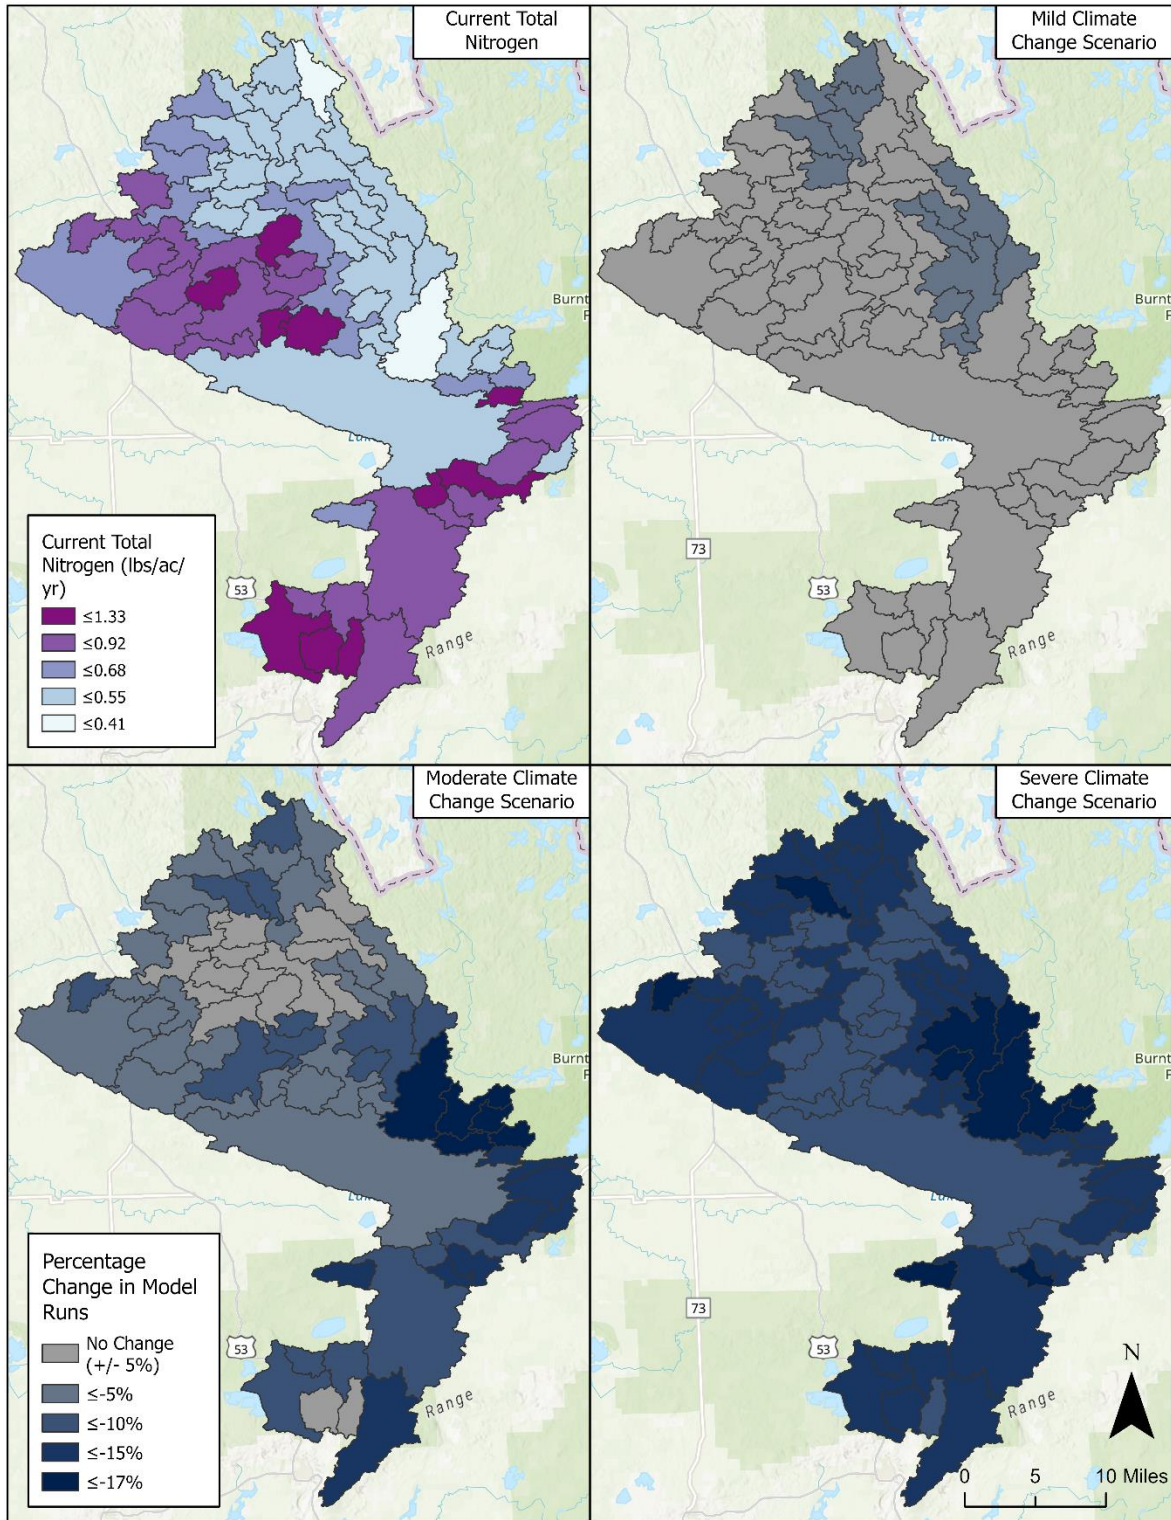 Current Total
Nitrogen
Mild Climate
Change Scenario
Burnt
Burnt
P
Lak
53
73
53
Range
Range
Current Total
Nitrogen (lbs/ac/
yr)
≤1.33
≤0.92
≤0.68
≤0.55
≤0.41
Moderate Climate
Change Scenario
Severe Climate
Change Scenario
Burnt
Burnt
P
73
53
53
Range
Range
Percentage
Change in Model
Runs
No Change
(+/- 5%)
≤-5%
≤-10%
≤-15%
≤-17%
N
0 5 10 Miles